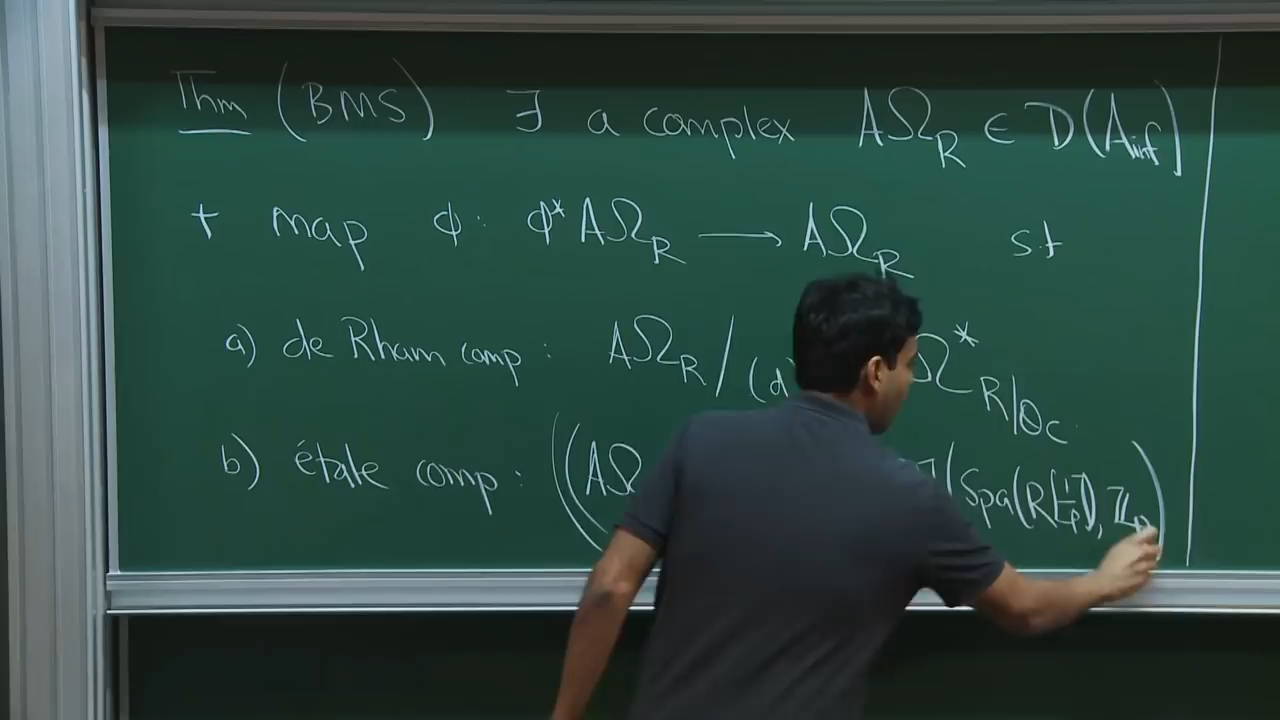 Thm (BMS) ∃ a complex AΩ_R ∈ D(A_inf)
+ map φ: φ*AΩ_R ⟶ AΩ_R st
a) de Rham comp: AΩ_R / (d Ω*_{R|O_C}
b) étale comp: ((AΩ (Spa(R[1/p]), ℤ_p)